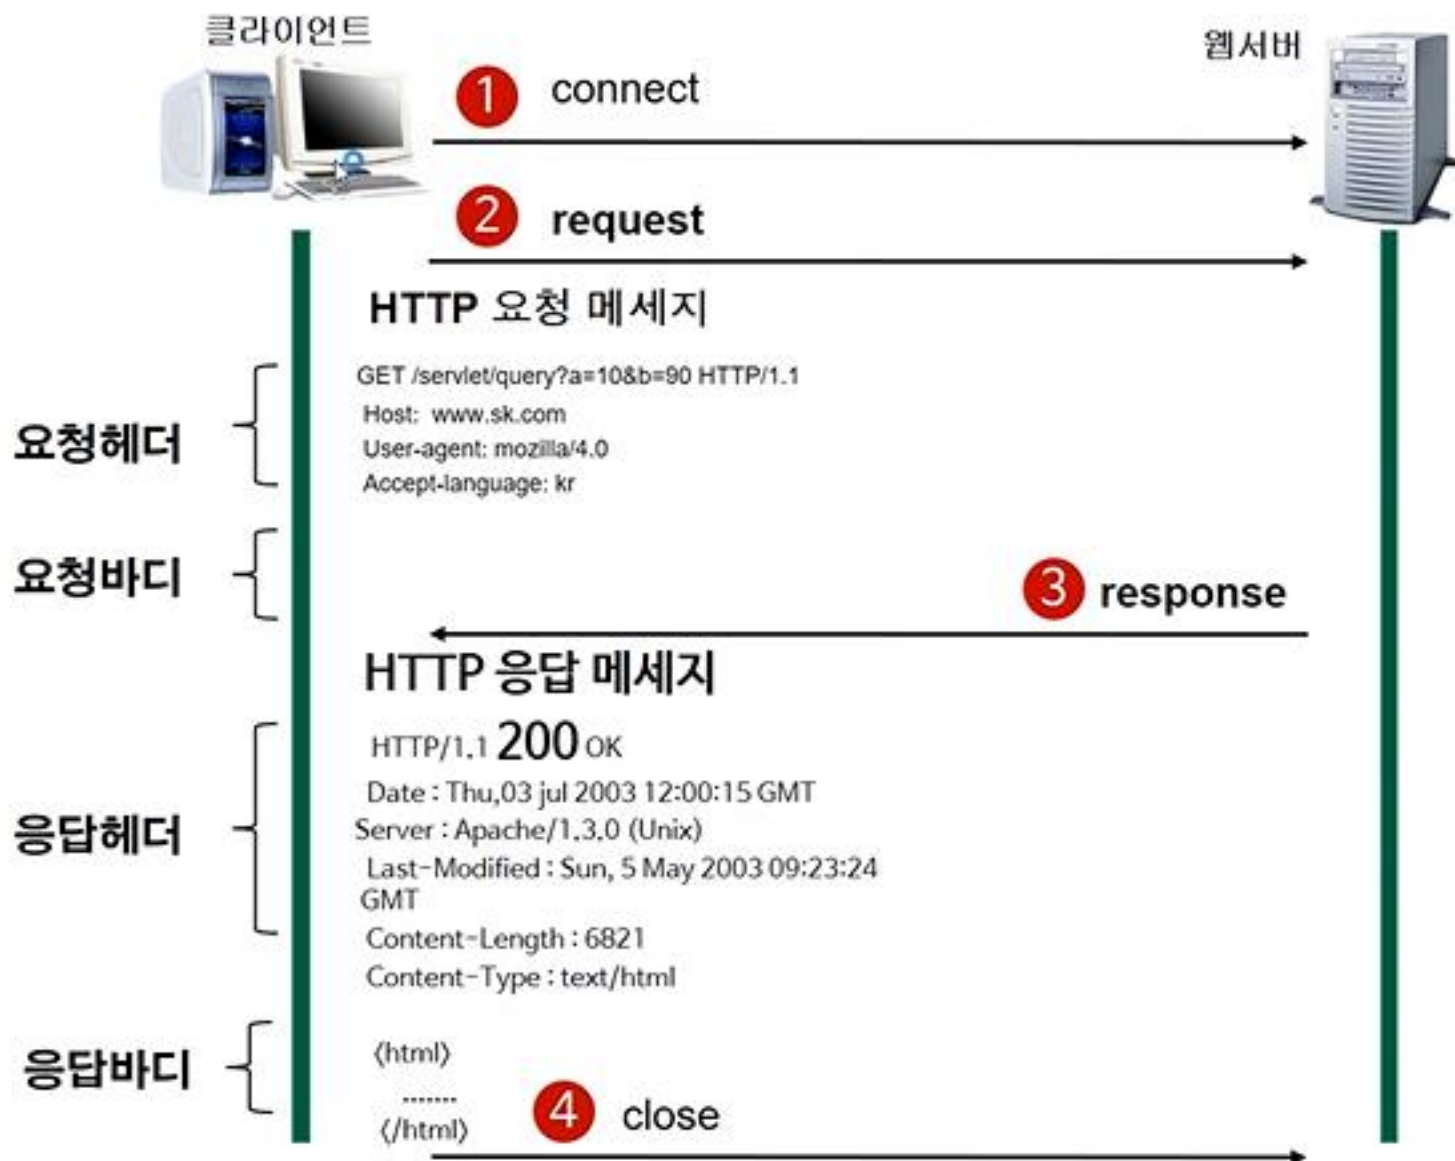 클라이언트
웹서버
1 connect
2 request
HTTP 요청 메세지
요청헤더
GET /servlet/query?a=10&b=90 HTTP/1.1
Host: www.sk.com
User-agent: mozilla/4.0
Accept-language: kr
요청바디
3 response
HTTP 응답 메세지
응답헤더
HTTP/1.1 200 OK
Date : Thu,03 jul 2003 12:00:15 GMT
Server : Apache/1.3.0 (Unix)
Last-Modified : Sun, 5 May 2003 09:23:24
GMT
Content-Length : 6821
Content-Type : text/html
응답바디
<html>
.......
</html>
4 close